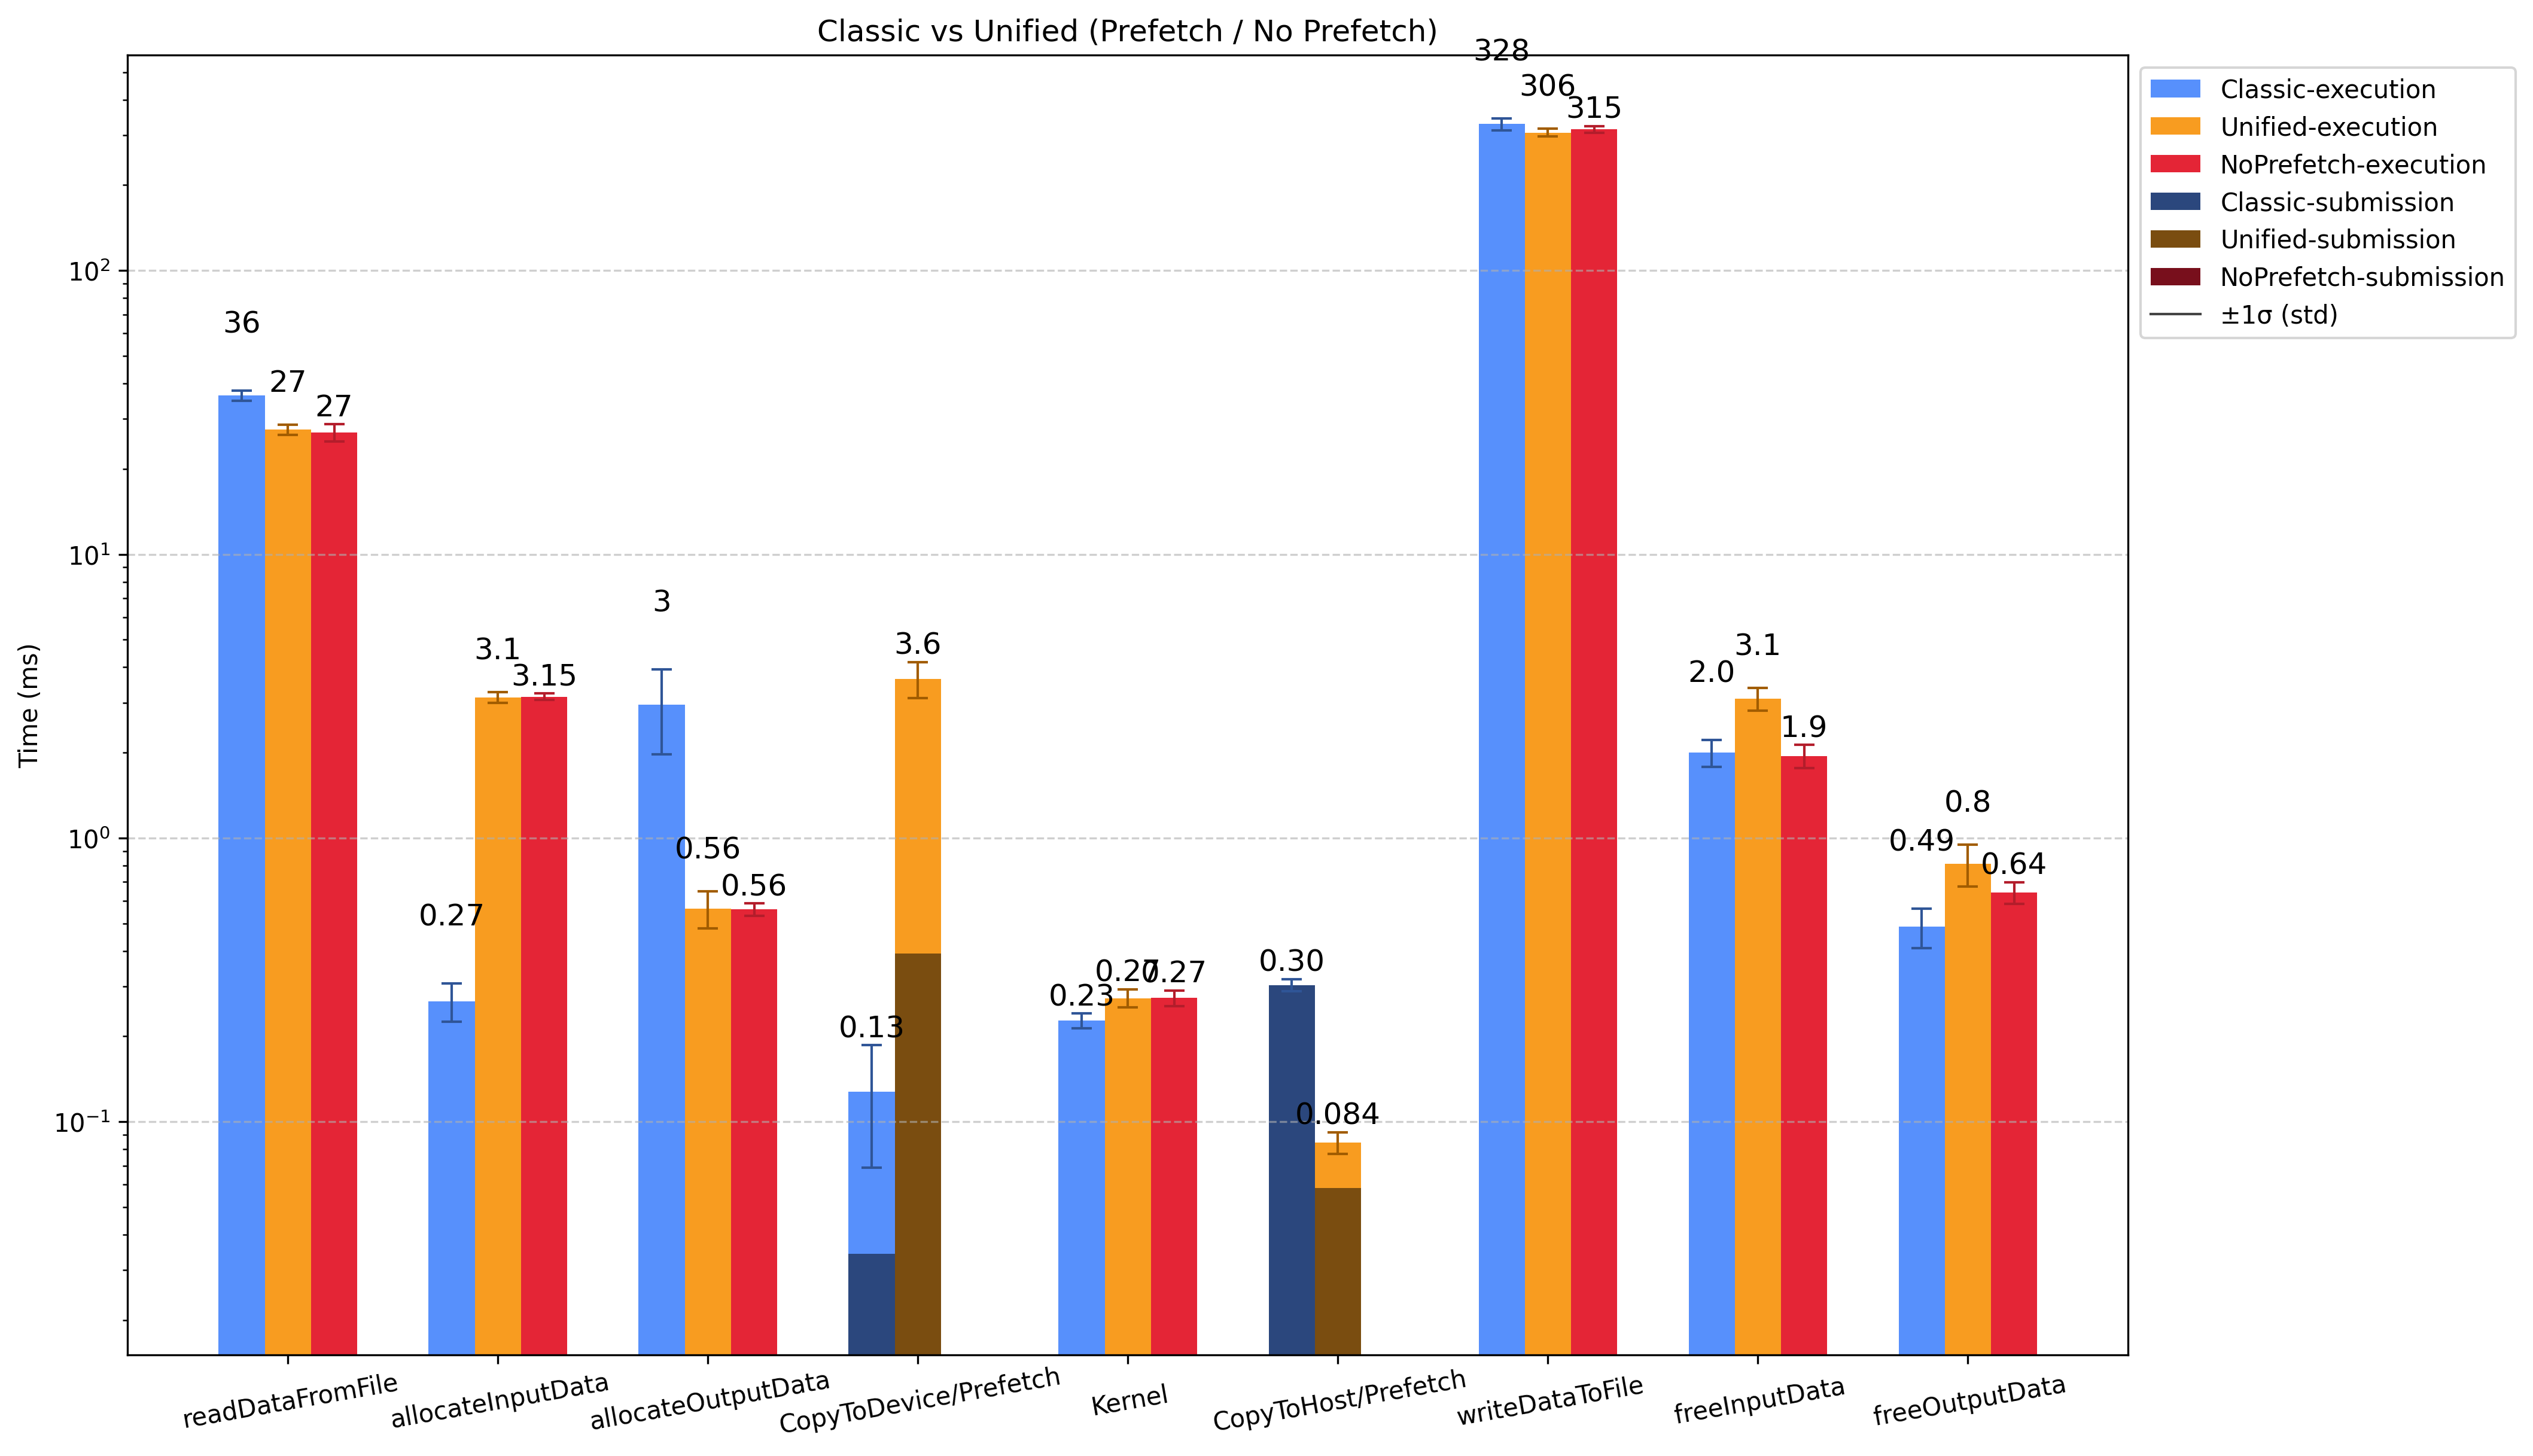 Classic vs Unified (Prefetch / No Prefetch)
Classic-execution
Unified-execution
NoPrefetch-execution
Classic-submission
Unified-submission
NoPrefetch-submission
±1σ (std)
Time (ms)
10²
10¹
10⁰
10⁻¹
36
27
27
0.27
3.1
3.15
3
0.56
0.56
0.13
3.6
0.23
0.27
0.27
0.30
0.084
328
306
315
2.0
3.1
1.9
0.49
0.8
0.64
readDataFromFile
allocateInputData
allocateOutputData
CopyToDevice/Prefetch
Kernel
CopyToHost/Prefetch
writeDataToFile
freeInputData
freeOutputData